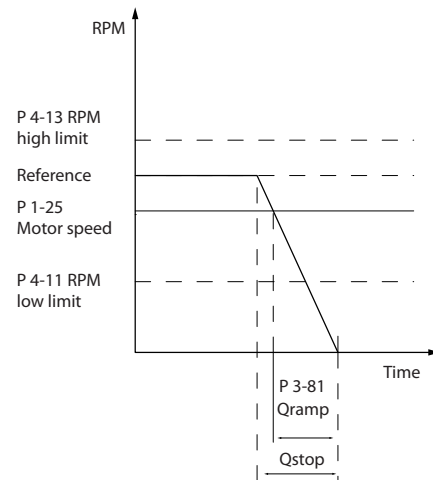 RPM
P 4-13 RPM
high limit
Reference
P 1-25
Motor speed
P 4-11 RPM
low limit
Time
P 3-81
Qramp
Qstop